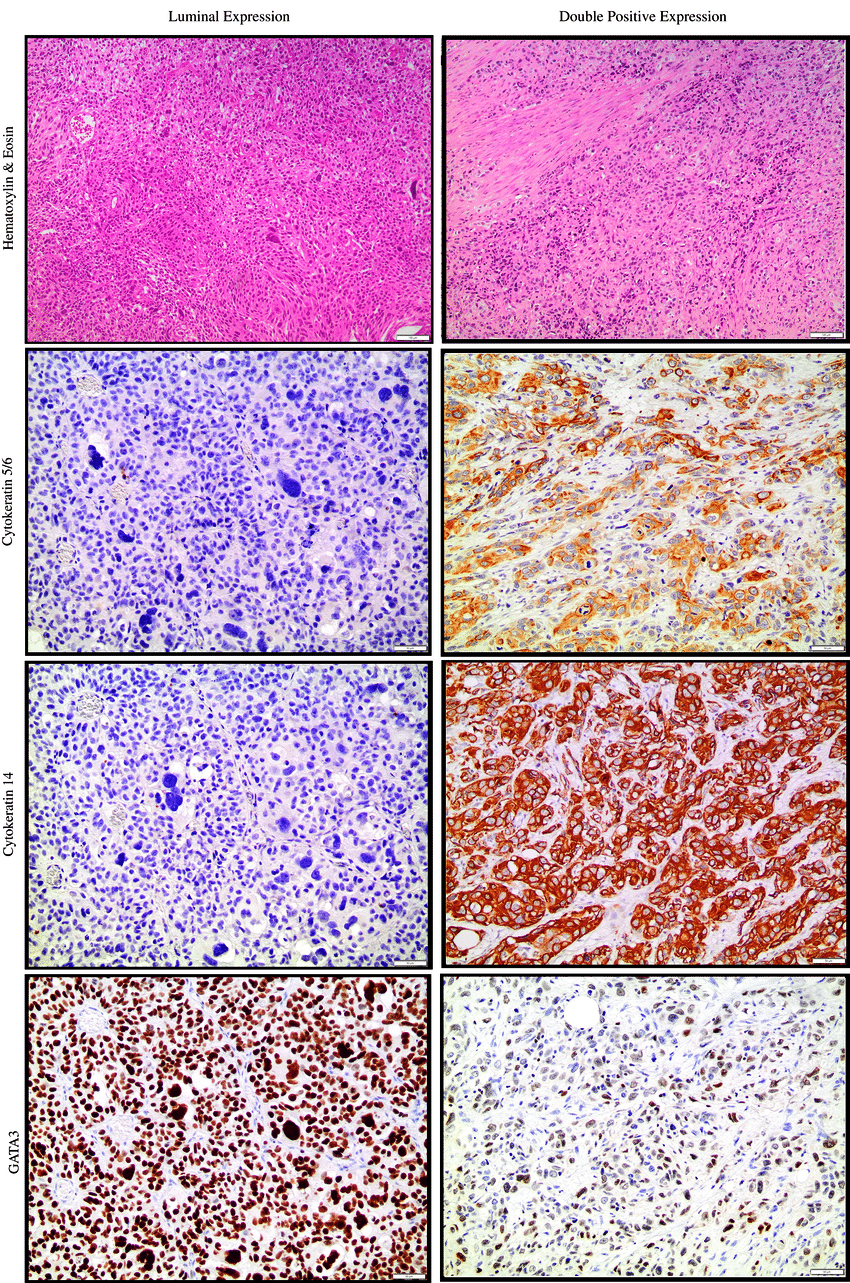 Luminal Expression
Double Positive Expression
Hematoxylin & Eosin
Cytokeratin 5/6
Cytokeratin 14
GATA3